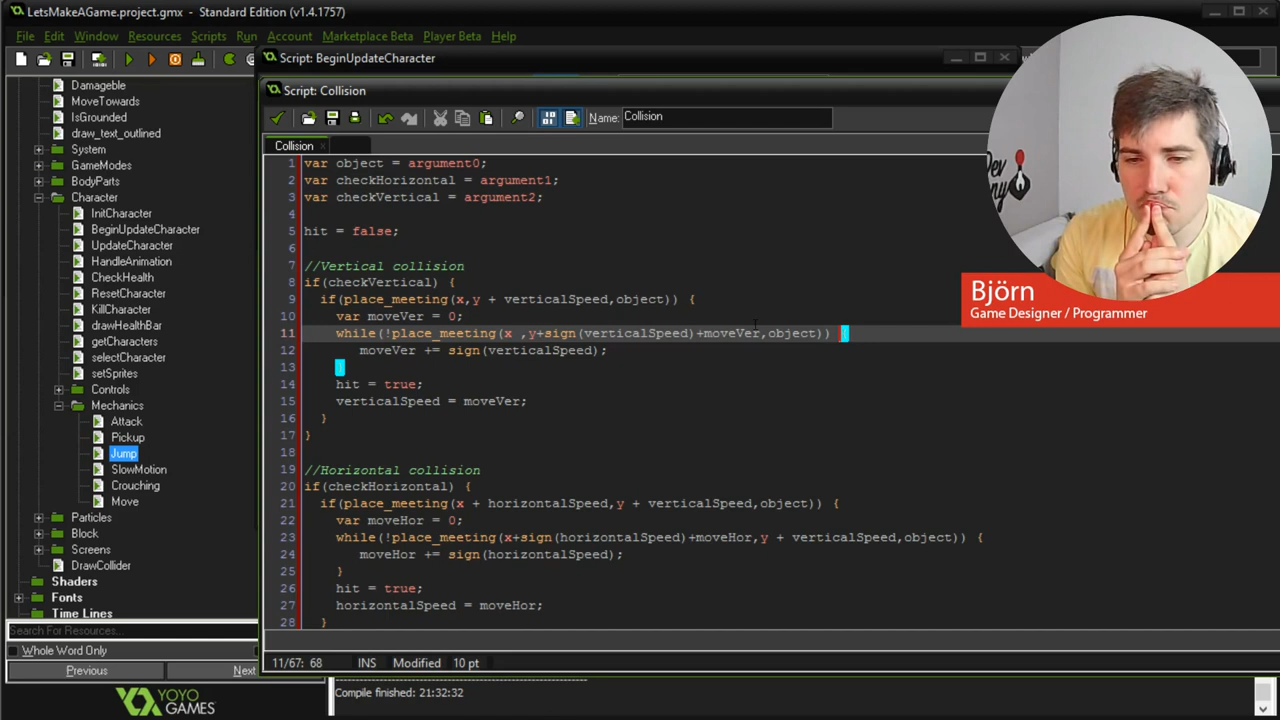 LetsMakeAGame.project.gmx - Standard Edition (v1.4.1757)
File Edit Window Resources Scripts Run Account Marketplace Beta Player Beta Help
Damageble
MoveTowards
IsGrounded
draw_text_outlined
System
GameModes
BodyParts
Character
InitCharacter
BeginUpdateCharacter
UpdateCharacter
HandleAnimation
CheckHealth
ResetCharacter
KillCharacter
drawHealthBar
getCharacters
selectCharacters
setSprites
Controls
Mechanics
Attack
Pickup
Jump
SlowMotion
Crouching
Move
Particles
Block
Screens
DrawCollider
Shaders
Fonts
Time Lines
Search For Resources...
Whole Word Only
Previous
Next
YOYO
GAMES™
Script: BeginUpdateCharacter
Script: Collision
Name: Collision
Collision
1 var object = argument0;
2 var checkHorizontal = argument1;
3 var checkVertical = argument2;
4
5 hit = false;
6
7 //Vertical collision
8 if(checkVertical) {
9 if(place_meeting(x,y + verticalSpeed,object)) {
10 var moveVer = 0;
11 while(!place_meeting(x ,y+sign(verticalSpeed)+moveVer,object)) {
12 moveVer += sign(verticalSpeed);
13 }
14 hit = true;
15 verticalSpeed = moveVer;
16 }
17 }
18
19 //Horizontal collision
20 if(checkHorizontal) {
21 if(place_meeting(x + horizontalSpeed,y + verticalSpeed,object)) {
22 var moveHor = 0;
23 while(!place_meeting(x+sign(horizontalSpeed)+moveHor,y + verticalSpeed,object)) {
24 moveHor += sign(horizontalSpeed);
25 }
26 hit = true;
27 horizontalSpeed = moveHor;
28 }
11/67: 68 INS Modified 10 pt
Compile finished: 21:32:32
Björn
Game Designer / Programmer